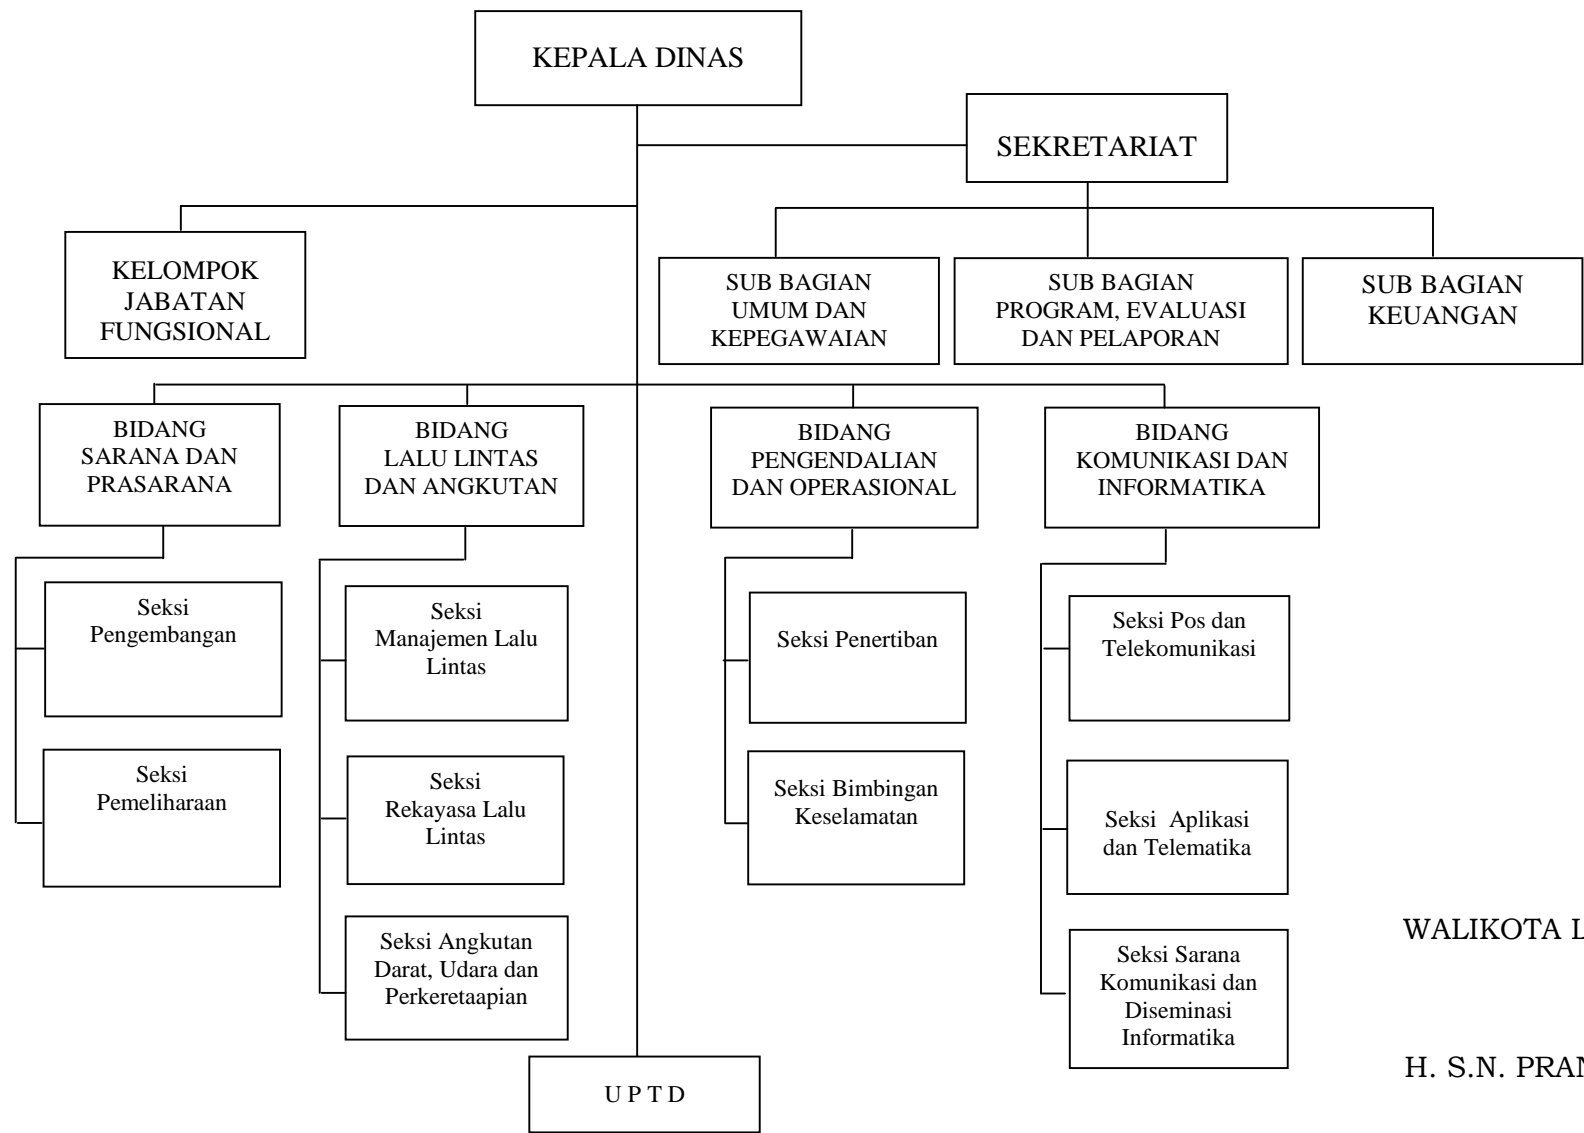 KEPALA DINAS
SEKRETARIAT
KELOMPOK
JABATAN
FUNGSIONAL
SUB BAGIAN
UMUM DAN
KEPEGAWAIAN
SUB BAGIAN
PROGRAM, EVALUASI
DAN PELAPORAN
SUB BAGIAN
KEUANGAN
BIDANG
SARANA DAN
PRASARANA
BIDANG
LALU LINTAS
DAN ANGKUTAN
BIDANG
PENGENDALIAN
DAN OPERASIONAL
BIDANG
KOMUNIKASI DAN
INFORMATIKA
Seksi
Pengembangan
Seksi
Manajemen Lalu
Lintas
Seksi Penertiban
Seksi Pos dan
Telekomunikasi
Seksi
Pemeliharaan
Seksi
Rekayasa Lalu
Lintas
Seksi Bimbingan
Keselamatan
Seksi Aplikasi
dan Telematika
Seksi Angkutan
Darat, Udara dan
Perkeretaapian
Seksi Sarana
Komunikasi dan
Diseminasi
Informatika
U P T D
WALIKOTA
H. S.N.